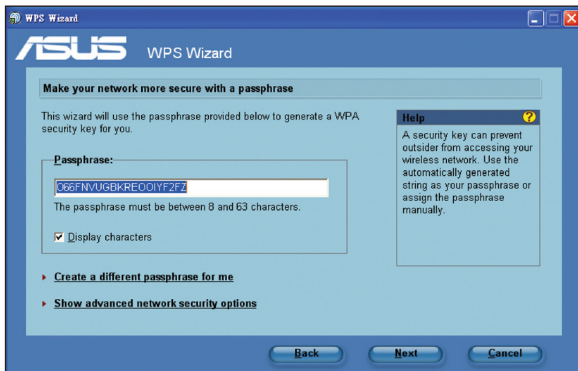 WPS Wizard
ASUS WPS Wizard
Make your network more secure with a passphrase
This wizard will use the passphrase provided below to generate a WPA
security key for you.
Passphrase:
O66FNVUGBKREOOIYF2FZ
The passphrase must be between 8 and 63 characters.
Display characters
Create a different passphrase for me
Show advanced network security options
Help
A security key can prevent
outsider from accessing your
wireless network. Use the
automatically generated
string as your passphrase or
assign the passphrase
manually.
Back
Next
Cancel